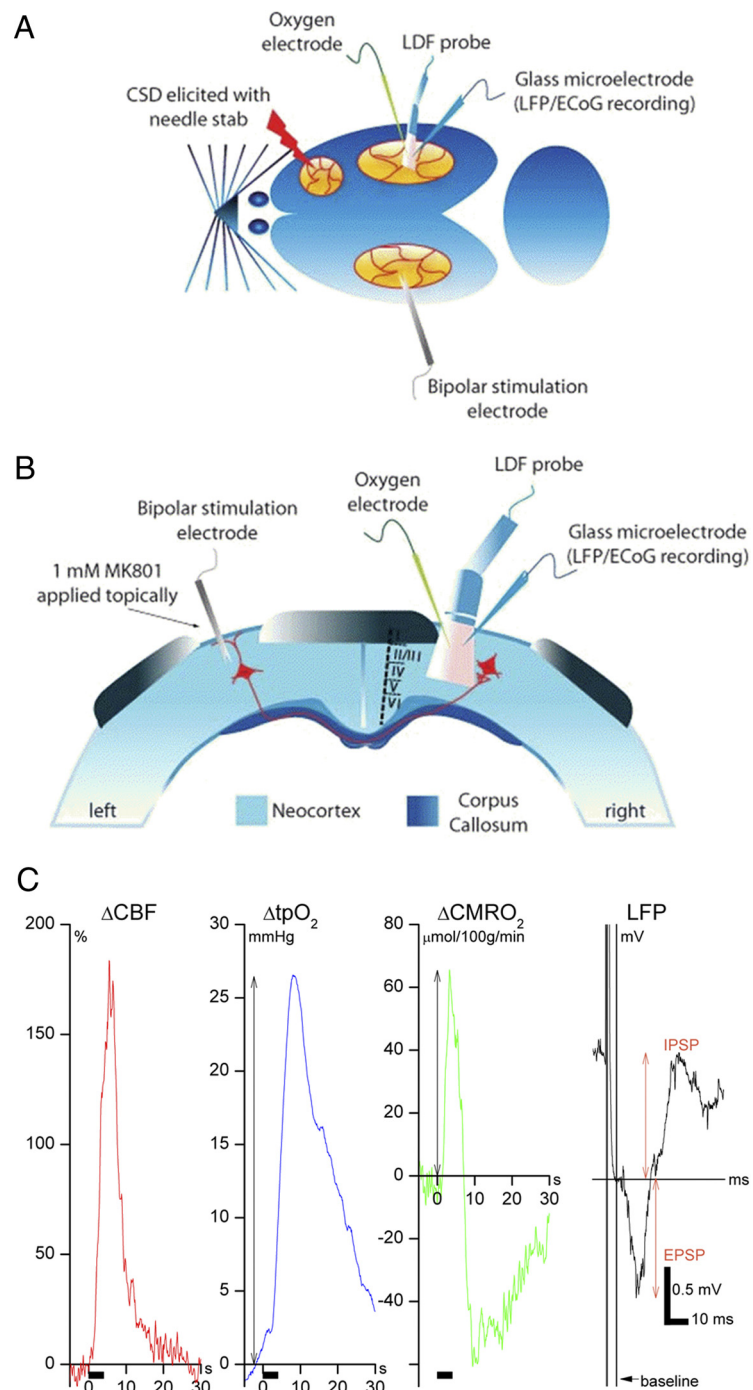 A
Oxygen
electrode
LDF probe
Glass microelectrode
(LFP/ECoG recording)
CSD elicited with
needle stab
Bipolar stimulation
electrode
B
LDF probe
Oxygen
electrode
Bipolar stimulation
electrode
Glass microelectrode
(LFP/ECoG recording)
1 mM MK801
applied topically
I
II/III
IV
V
VI
left
Neocortex
Corpus
Callosum
right
C
ΔCBF
ΔtpO₂
ΔCMRO₂
LFP
200
%
150
100
50
0
0
10
20
30
s
30
mmHg
25
20
15
10
5
0
0
10
20
30
s
80
μmol/100g/min
60
40
20
0
-20
-40
-60
0
10
20
30
s
mV
IPSP
ms
EPSP
0.5 mV
10 ms
baseline